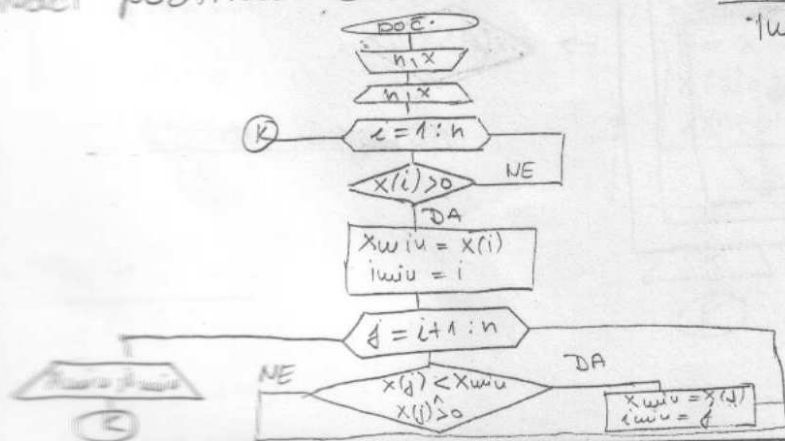 POČ.
n, x
n, x
K
i = 1 : n
x(i) > 0
NE
DA
xmin = x(i)
imin = i
j = i+1 : n
NE
DA
x(j) < xmin
x(j) > 0
xmin = x(j)
imin = j
K